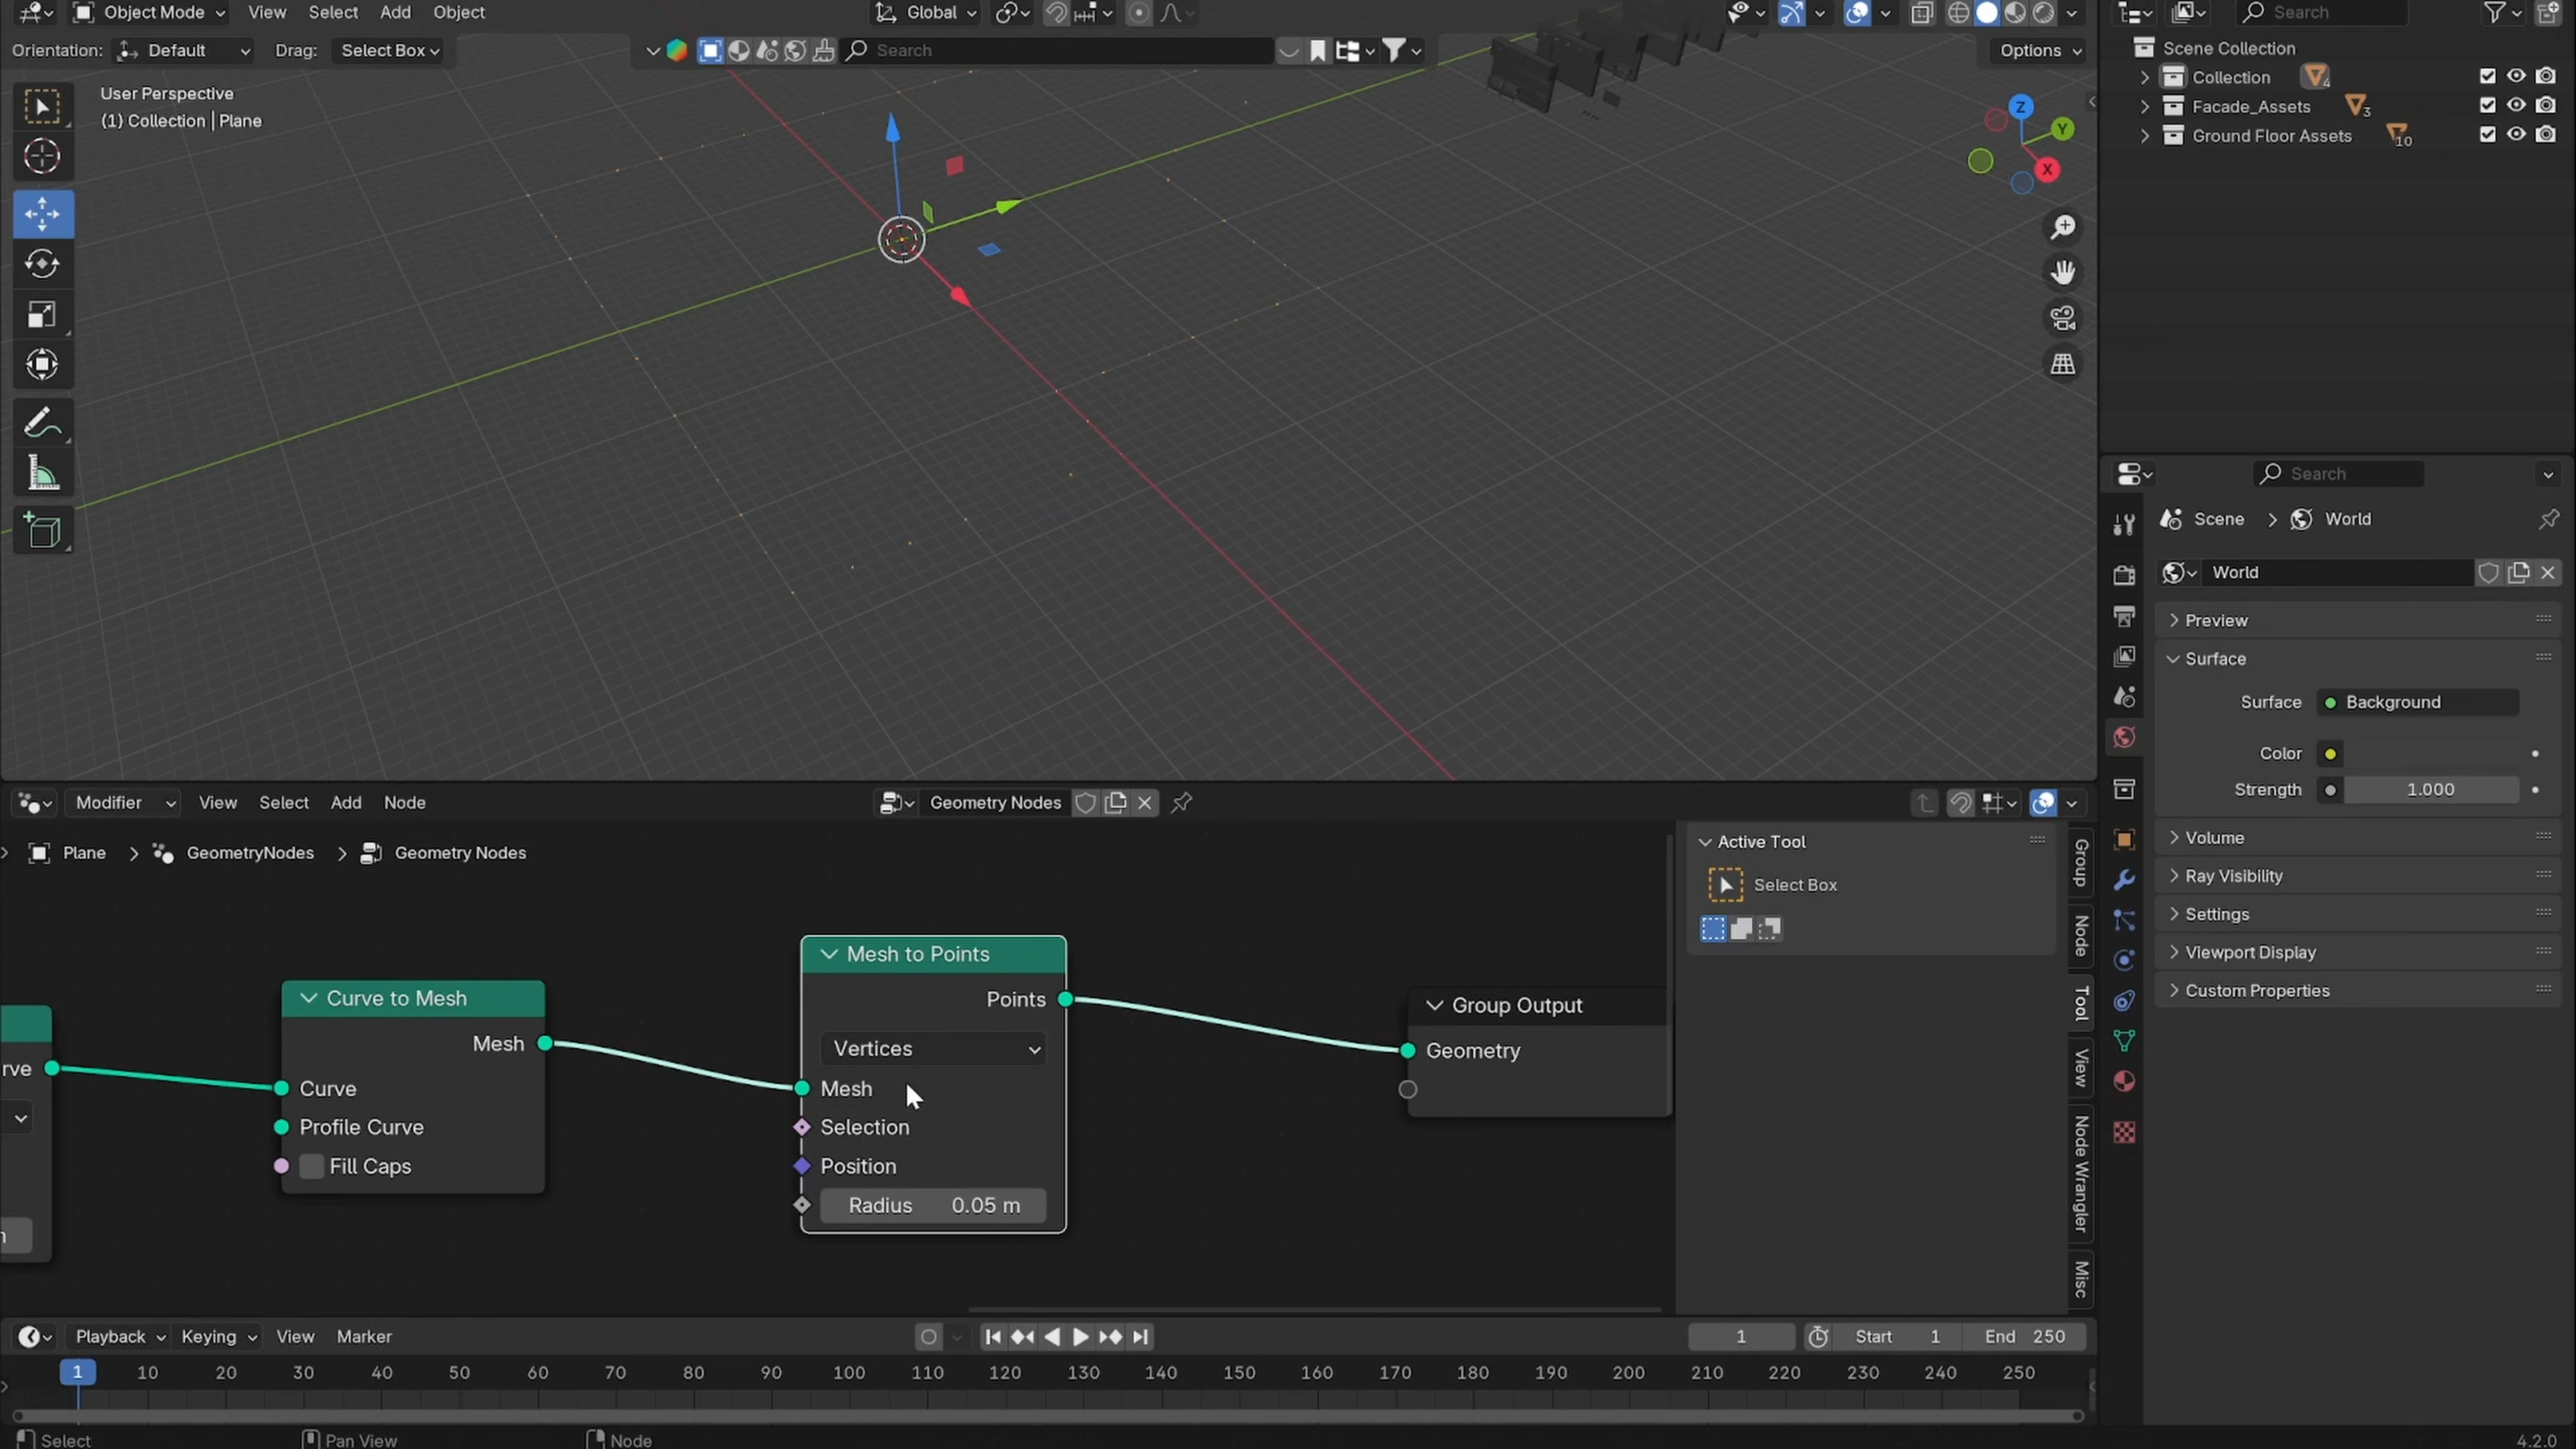 Object Mode View Select Add Object Global Search
Orientation: Default Drag: Select Box Search Options
User Perspective
(1) Collection | Plane
Z
Y
X
Scene Collection
Collection 4
Facade_Assets 3
Ground Floor Assets 10
Search
Scene > World
World
Preview
Surface
Surface Background
Color
Strength 1.000
Volume
Ray Visibility
Settings
Viewport Display
Custom Properties
Modifier View Select Add Node Geometry Nodes
Plane > GeometryNodes > Geometry Nodes
rve
Curve to Mesh
Mesh
Curve
Profile Curve
Fill Caps
Mesh to Points
Points
Vertices
Mesh
Selection
Position
Radius 0.05 m
Group Output
Geometry
Active Tool
Select Box
Group
Node
Tool
View
Node Wrangler
Misc
Playback Keying View Marker 1 Start 1 End 250
1 10 20 30 40 50 60 70 80 90 100 110 120 130 140 150 160 170 180 190 200 210 220 230 240 250
Select Pan View Node 4.2.0